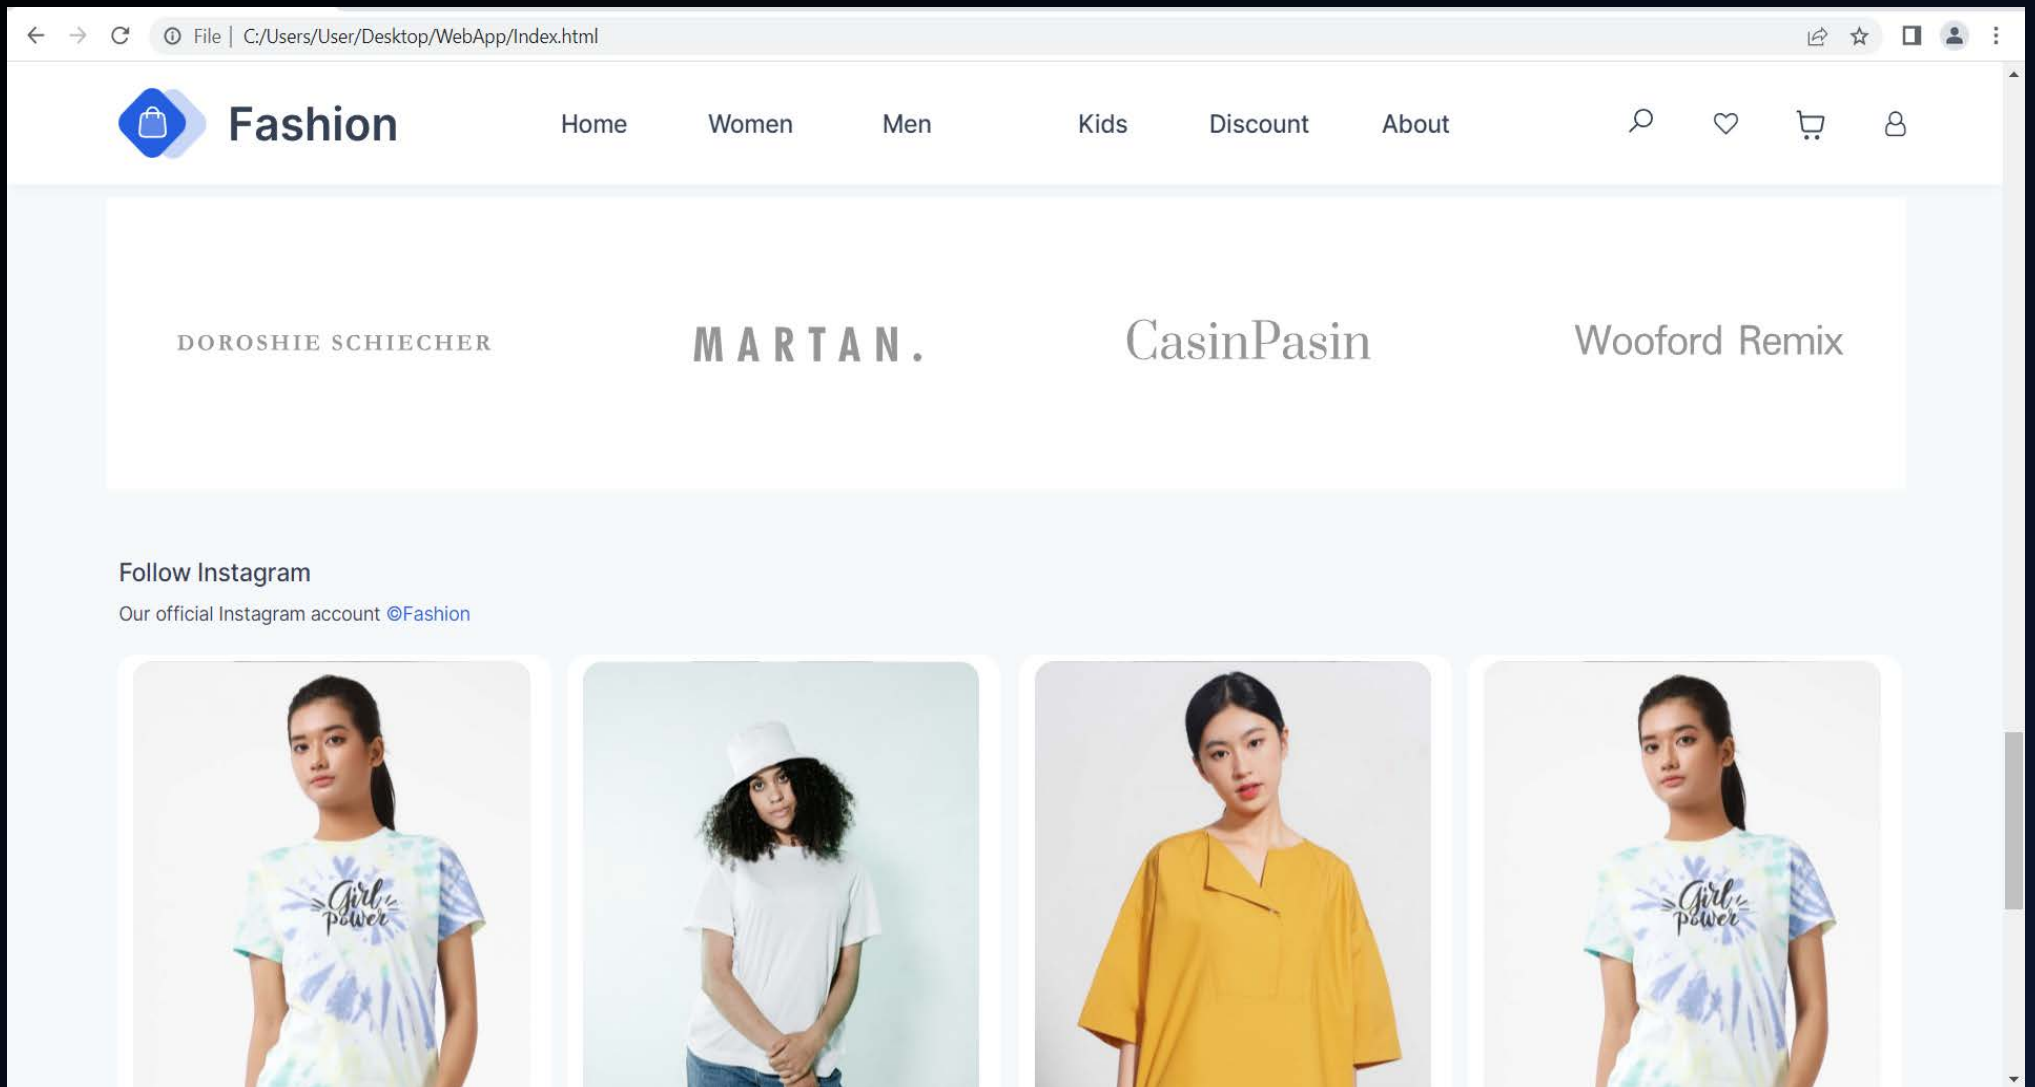 File | C:/Users/User/Desktop/WebApp/Index.html
Fashion Home Women Men Kids Discount About
DOROSHIE SCHIECHER MARTAN. CasinPasin Wooford Remix
Follow Instagram
Our official Instagram account ©Fashion
Girl
power
Girl
power